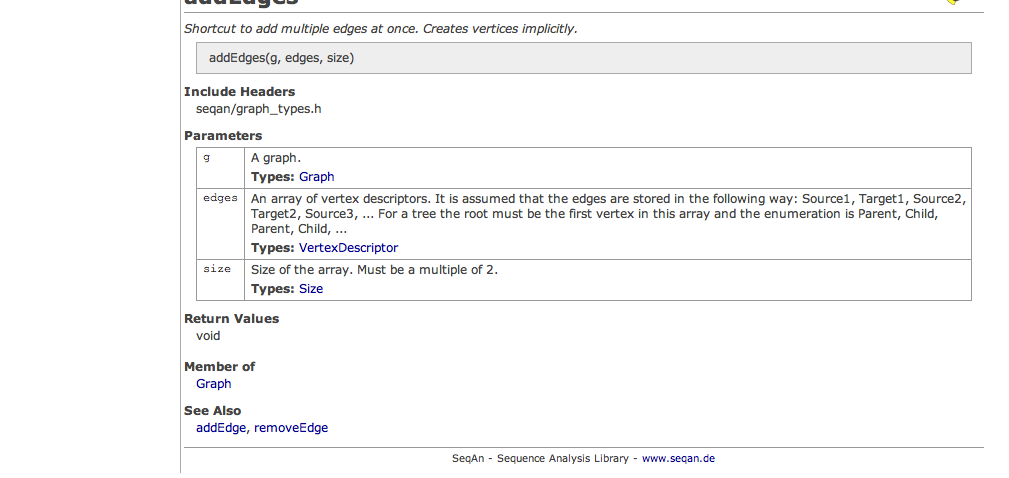 addEdges
Shortcut to add multiple edges at once. Creates vertices implicitly.
addEdges(g, edges, size)
Include Headers
seqan/graph_types.h
Parameters
g
A graph.
Types: Graph
edges
An array of vertex descriptors. It is assumed that the edges are stored in the following way: Source1, Target1, Source2,
Target2, Source3, ... For a tree the root must be the first vertex in this array and the enumeration is Parent, Child,
Parent, Child, ...
Types: VertexDescriptor
size
Size of the array. Must be a multiple of 2.
Types: Size
Return Values
void
Member of
Graph
See Also
addEdge, removeEdge
SeqAn - Sequence Analysis Library - www.seqan.de